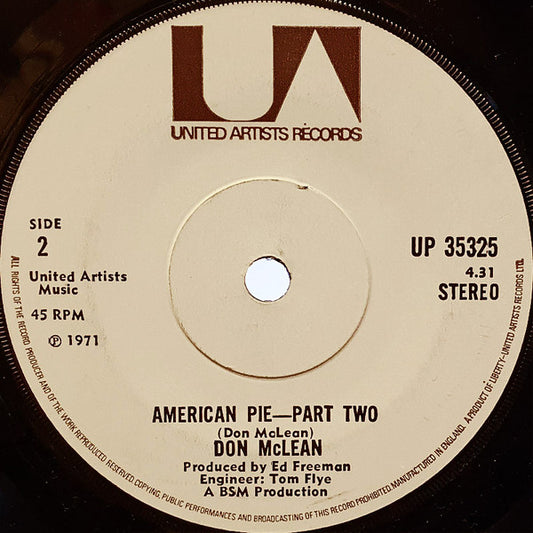 UA
UNITED ARTISTS RECORDS
SIDE
2
United Artists
Music
45 RPM
℗ 1971
UP 35325
4.31
STEREO
AMERICAN PIE—PART TWO
(Don McLean)
DON McLEAN
Produced by Ed Freeman
Engineer: Tom Flye
A BSM Production
ALL RIGHTS OF THE RECORD PRODUCER AND OF THE WORK REPRODUCED RESERVED. COPYING, PUBLIC PERFORMANCES AND BROADCASTING OF THIS RECORD PROHIBITED. MANUFACTURED IN ENGLAND. A PRODUCT OF LIBERTY–UNITED ARTISTS RECORDS LTD.